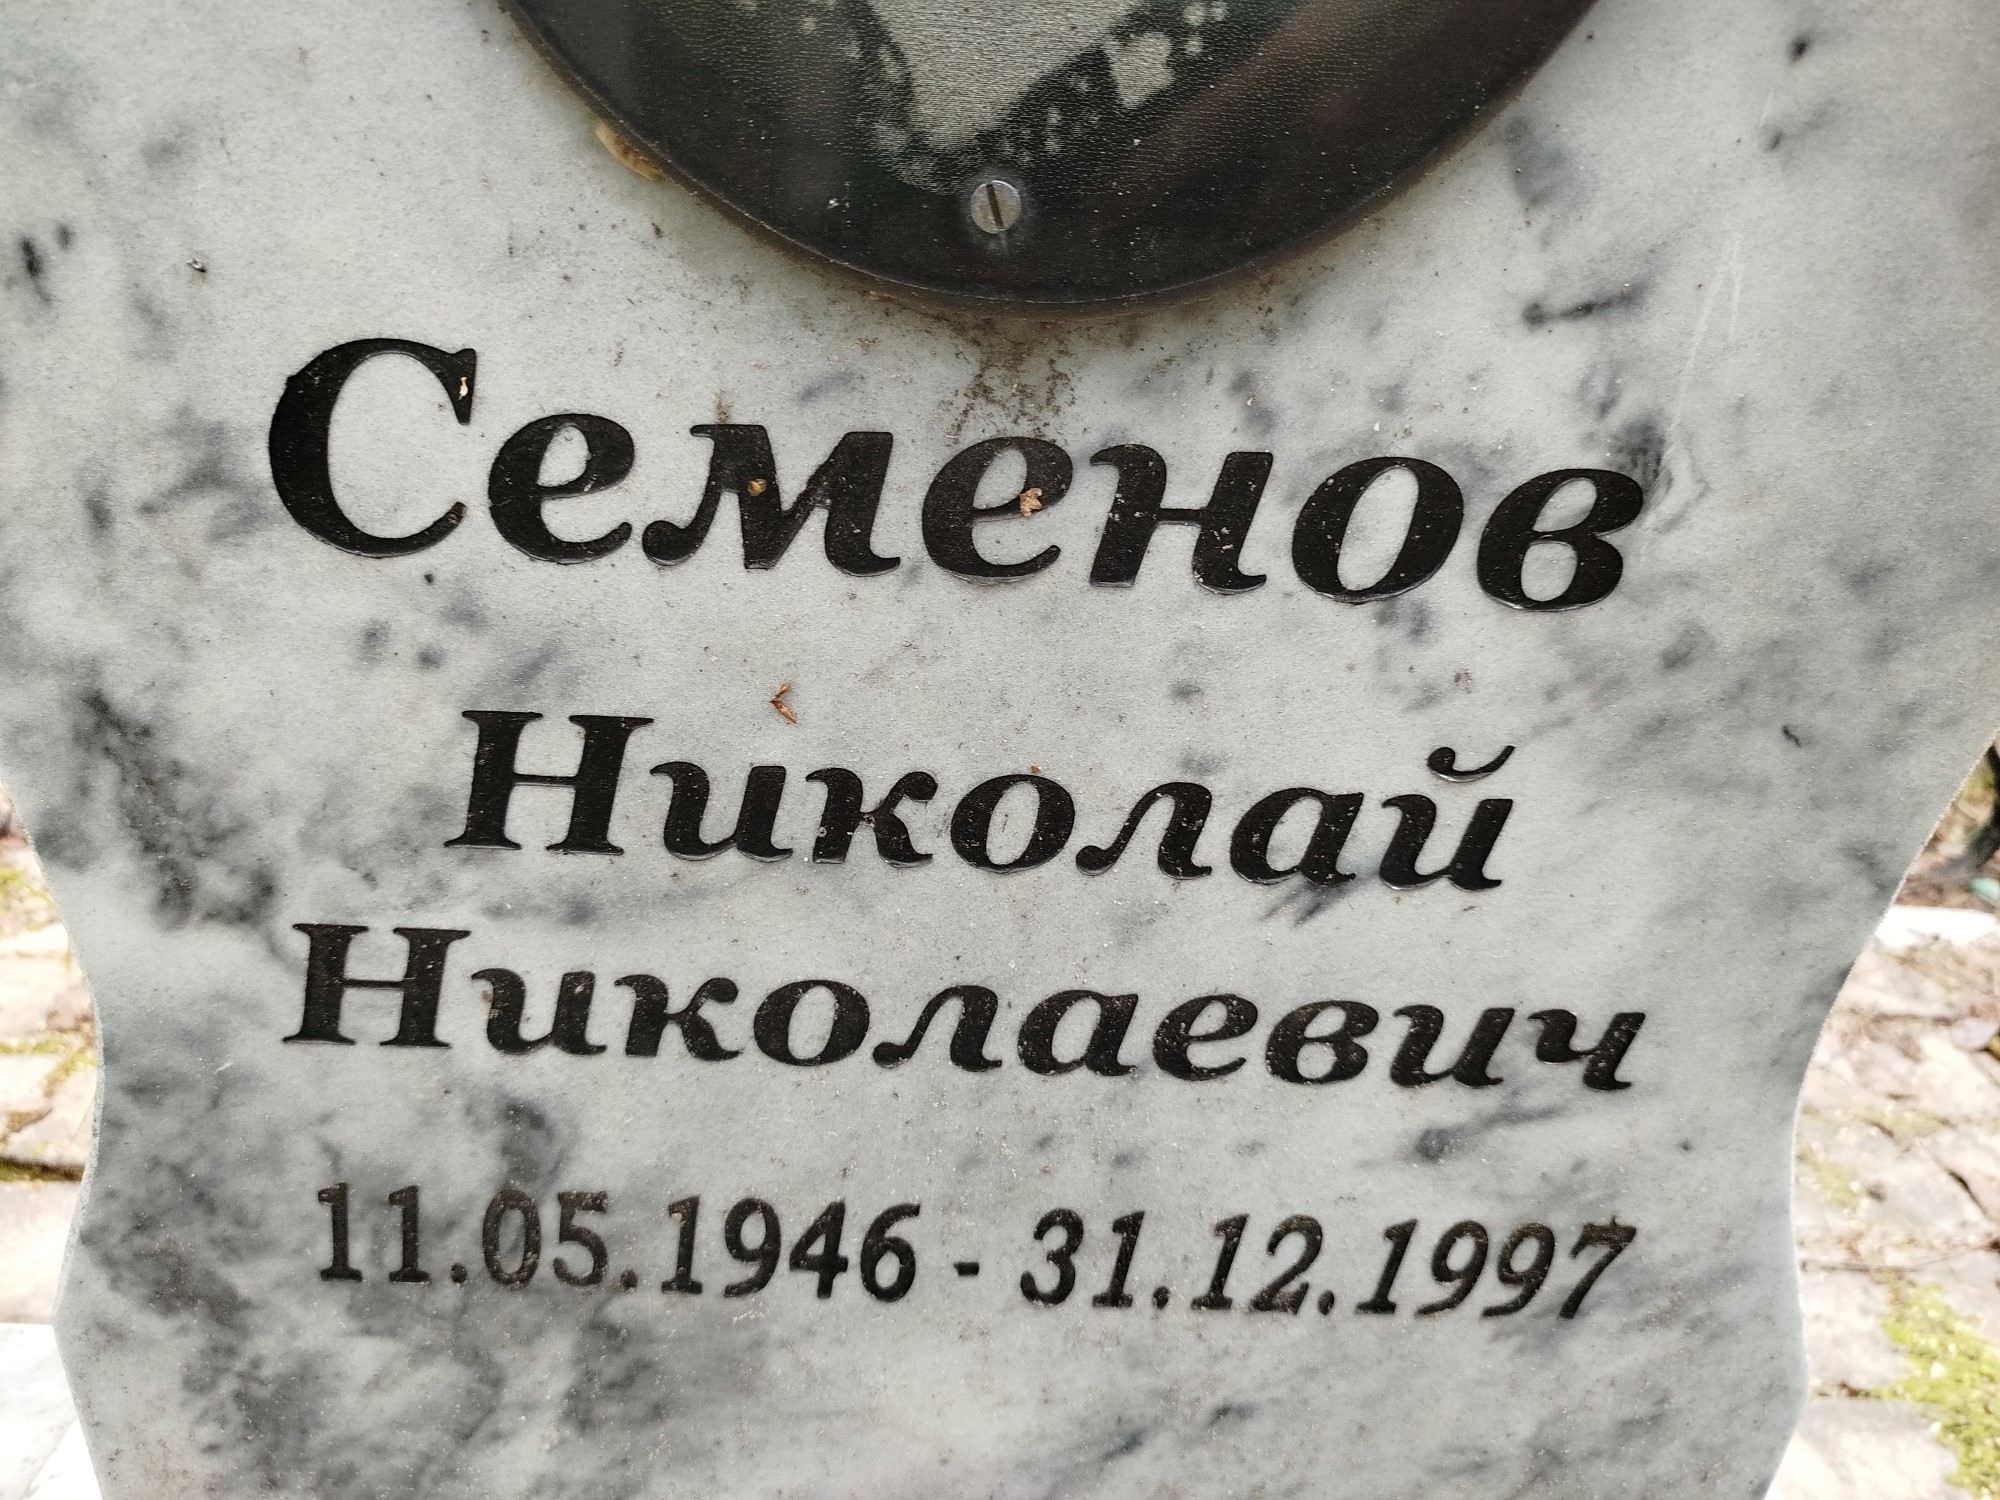 Семенов
Николай
Николаевич
11.05.1946 - 31.12.1997